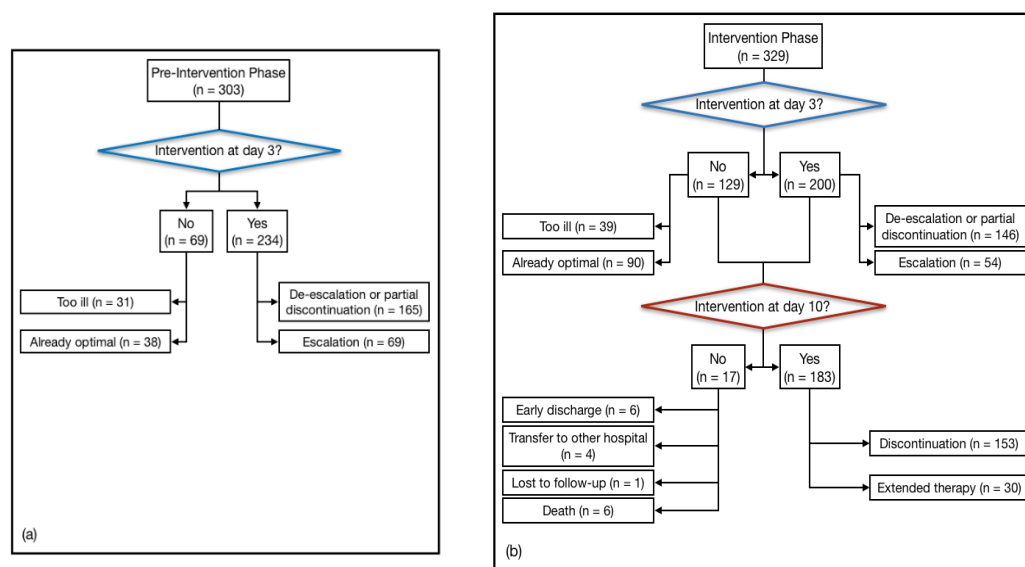 Pre-Intervention Phase
(n = 303)
Intervention at day 3?
No
(n = 69)
Yes
(n = 234)
Too ill (n = 31)
De-escalation or partial
discontinuation (n = 165)
Already optimal (n = 38)
Escalation (n = 69)
(a)
Intervention Phase
(n = 329)
Intervention at day 3?
No
(n = 129)
Yes
(n = 200)
Too ill (n = 39)
De-escalation or partial
discontinuation (n = 146)
Already optimal (n = 90)
Escalation (n = 54)
Intervention at day 10?
No
(n = 17)
Yes
(n = 183)
Early discharge (n = 6)
Transfer to other hospital
(n = 4)
Discontinuation (n = 153)
Lost to follow-up (n = 1)
Extended therapy (n = 30)
Death (n = 6)
(b)